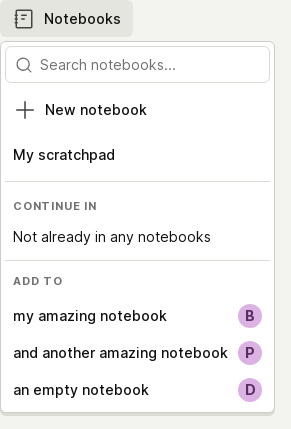 Notebooks
Search notebooks...
New notebook
My scratchpad
CONTINUE IN
Not already in any notebooks
ADD TO
my amazing notebook B
and another amazing notebook P
an empty notebook D